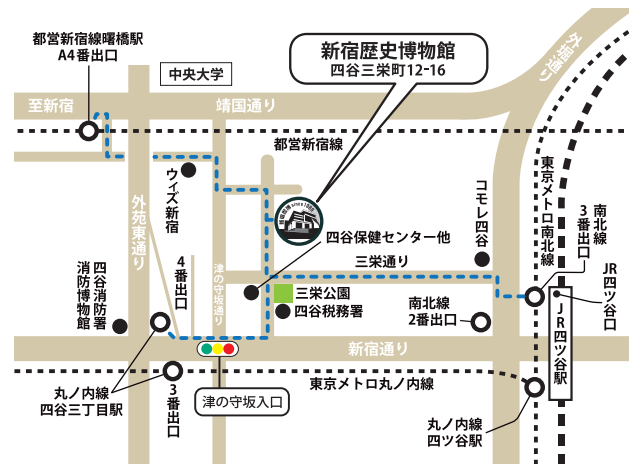 都営新宿線曙橋駅
A4番出口
中央大学
新宿歴史博物館
四谷三栄町12-16
外堀通り
至新宿
靖国通り
都営新宿線
ウィズ新宿
外苑東通り
津の守坂通り
四谷保健センター他
コモレ四谷
東京メトロ南北線
南北線
3番出口
三栄通り
JR
四ツ谷口
四谷消防署
消防博物館
4番出口
三栄公園
四谷税務署
南北線
2番出口
JR四ツ谷駅
新宿通り
丸ノ内線
四谷三丁目駅
3番出口
津の守坂入口
東京メトロ丸ノ内線
丸ノ内線
四ツ谷駅